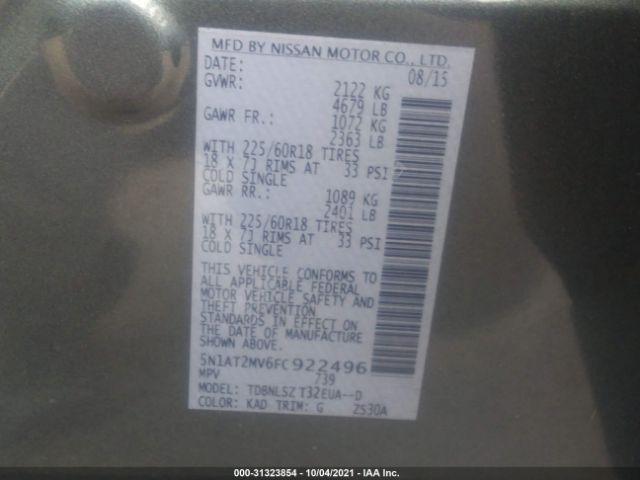 MFD BY NISSAN MOTOR CO., LTD.
DATE: 08/15
GVWR: 2122 KG
4679 LB
GAWR FR.: 1072 KG
2363 LB
WITH 225/60R18 TIRES
18 X 7J RIMS AT 33 PSI
COLD SINGLE
GAWR RR.: 1089 KG
2401 LB
WITH 225/60R18 TIRES
18 X 7J RIMS AT 33 PSI
COLD SINGLE
THIS VEHICLE CONFORMS TO
ALL APPLICABLE FEDERAL
MOTOR VEHICLE SAFETY AND
THEFT PREVENTION
STANDARDS IN EFFECT ON
THE DATE OF MANUFACTURE
SHOWN ABOVE.
5N1AT2MV6FC922496
MPV 739
MODEL: TDBNLSZ T32EUA--D
COLOR: KAD TRIM: G ZS30A
000-31323854 - 10/04/2021 - IAA Inc.